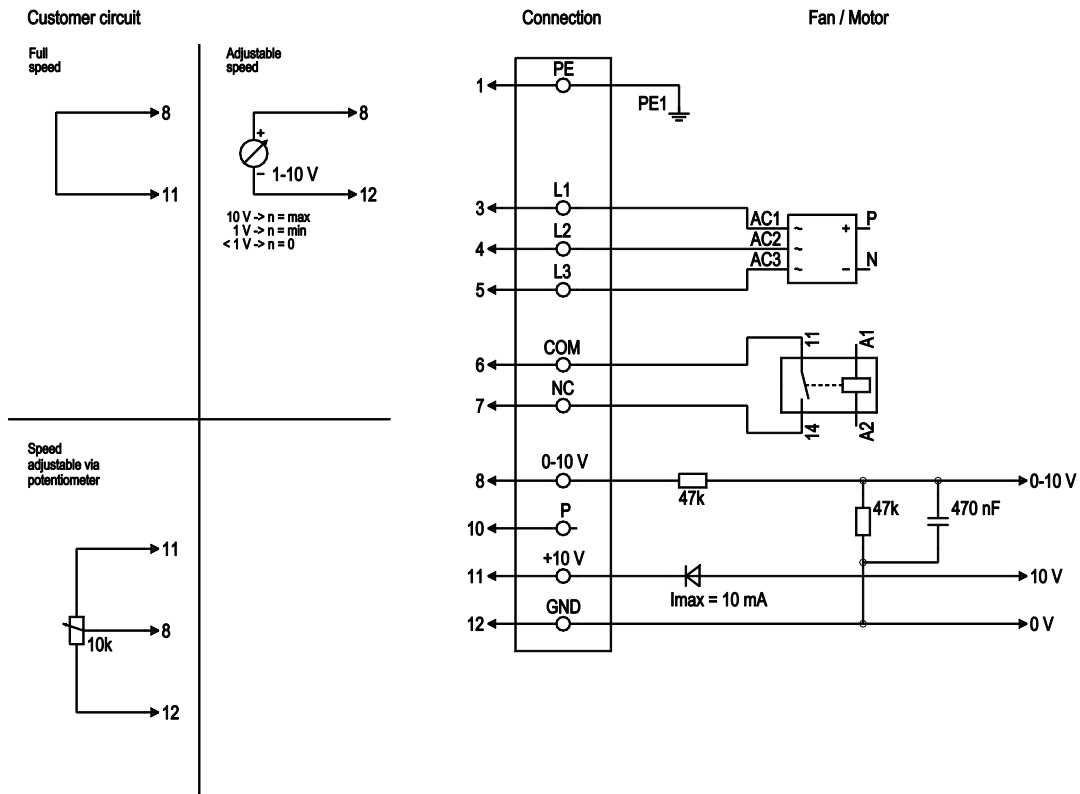 Customer circuit
Connection
Fan / Motor
Full
speed
8
11
Adjustable
speed
8
+
− 1-10 V
12
10 V -> n = max
1 V -> n = min
< 1 V -> n = 0
Speed
adjustable via
potentiometer
11
8
10k
12
1
PE
PE1
3
L1
4
L2
5
L3
AC1
~
+
P
AC2
~
AC3
~
−
N
6
COM
7
NC
11
A1
14
A2
8
0-10 V
47k
47k
470 nF
0-10 V
10
P
11
+10 V
Imax = 10 mA
10 V
12
GND
0 V